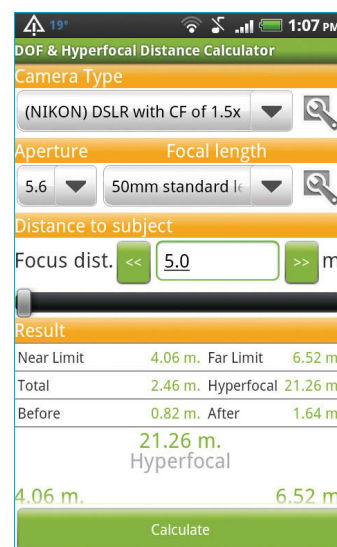 19° 1:07 PM
DOF & Hyperfocal Distance Calculator
Camera Type
(NIKON) DSLR with CF of 1.5x
Aperture Focal length
5.6 50mm standard le
Distance to subject
Focus dist. << 5.0 >> m
Result
Near Limit 4.06 m. Far Limit 6.52 m
Total 2.46 m. Hyperfocal 21.26 m
Before 0.82 m. After 1.64 m
21.26 m.
Hyperfocal
4.06 m. 6.52 m
Calculate